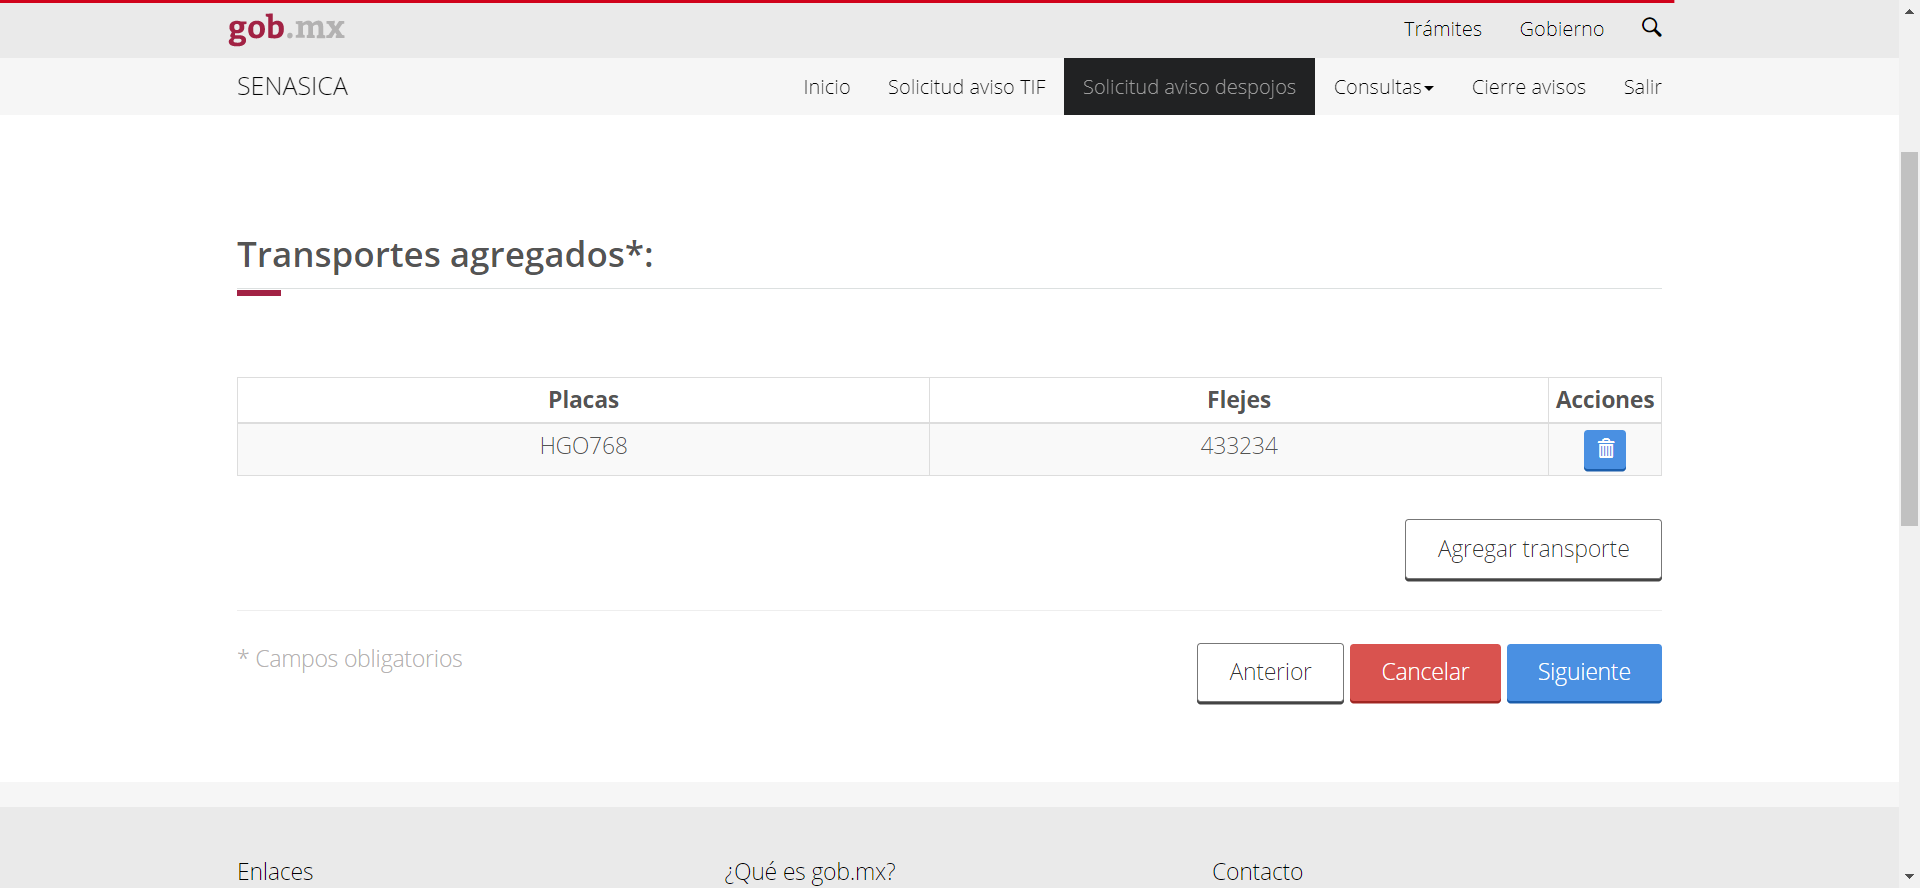 gob.mx
Trámites
Gobierno
SENASICA
Inicio
Solicitud aviso TIF
Solicitud aviso despojos
Consultas
Cierre avisos
Salir
Transportes agregados*:
Placas
Flejes
Acciones
HGO768
433234
Agregar transporte
* Campos obligatorios
Anterior
Cancelar
Siguiente
Enlaces
¿Qué es gob.mx?
Contacto